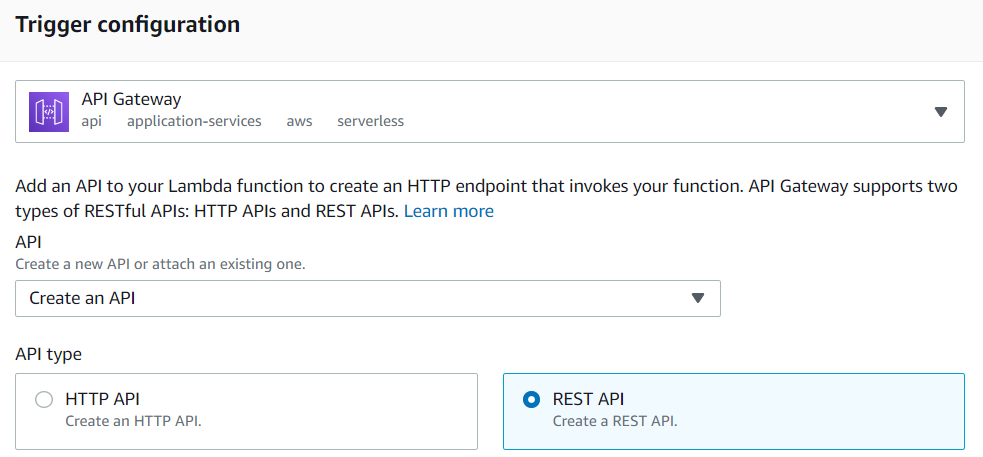 Trigger configuration
API Gateway
api application-services aws serverless
Add an API to your Lambda function to create an HTTP endpoint that invokes your function. API Gateway supports two
types of RESTful APIs: HTTP APIs and REST APIs. Learn more
API
Create a new API or attach an existing one.
Create an API
API type
HTTP API
Create an HTTP API.
REST API
Create a REST API.